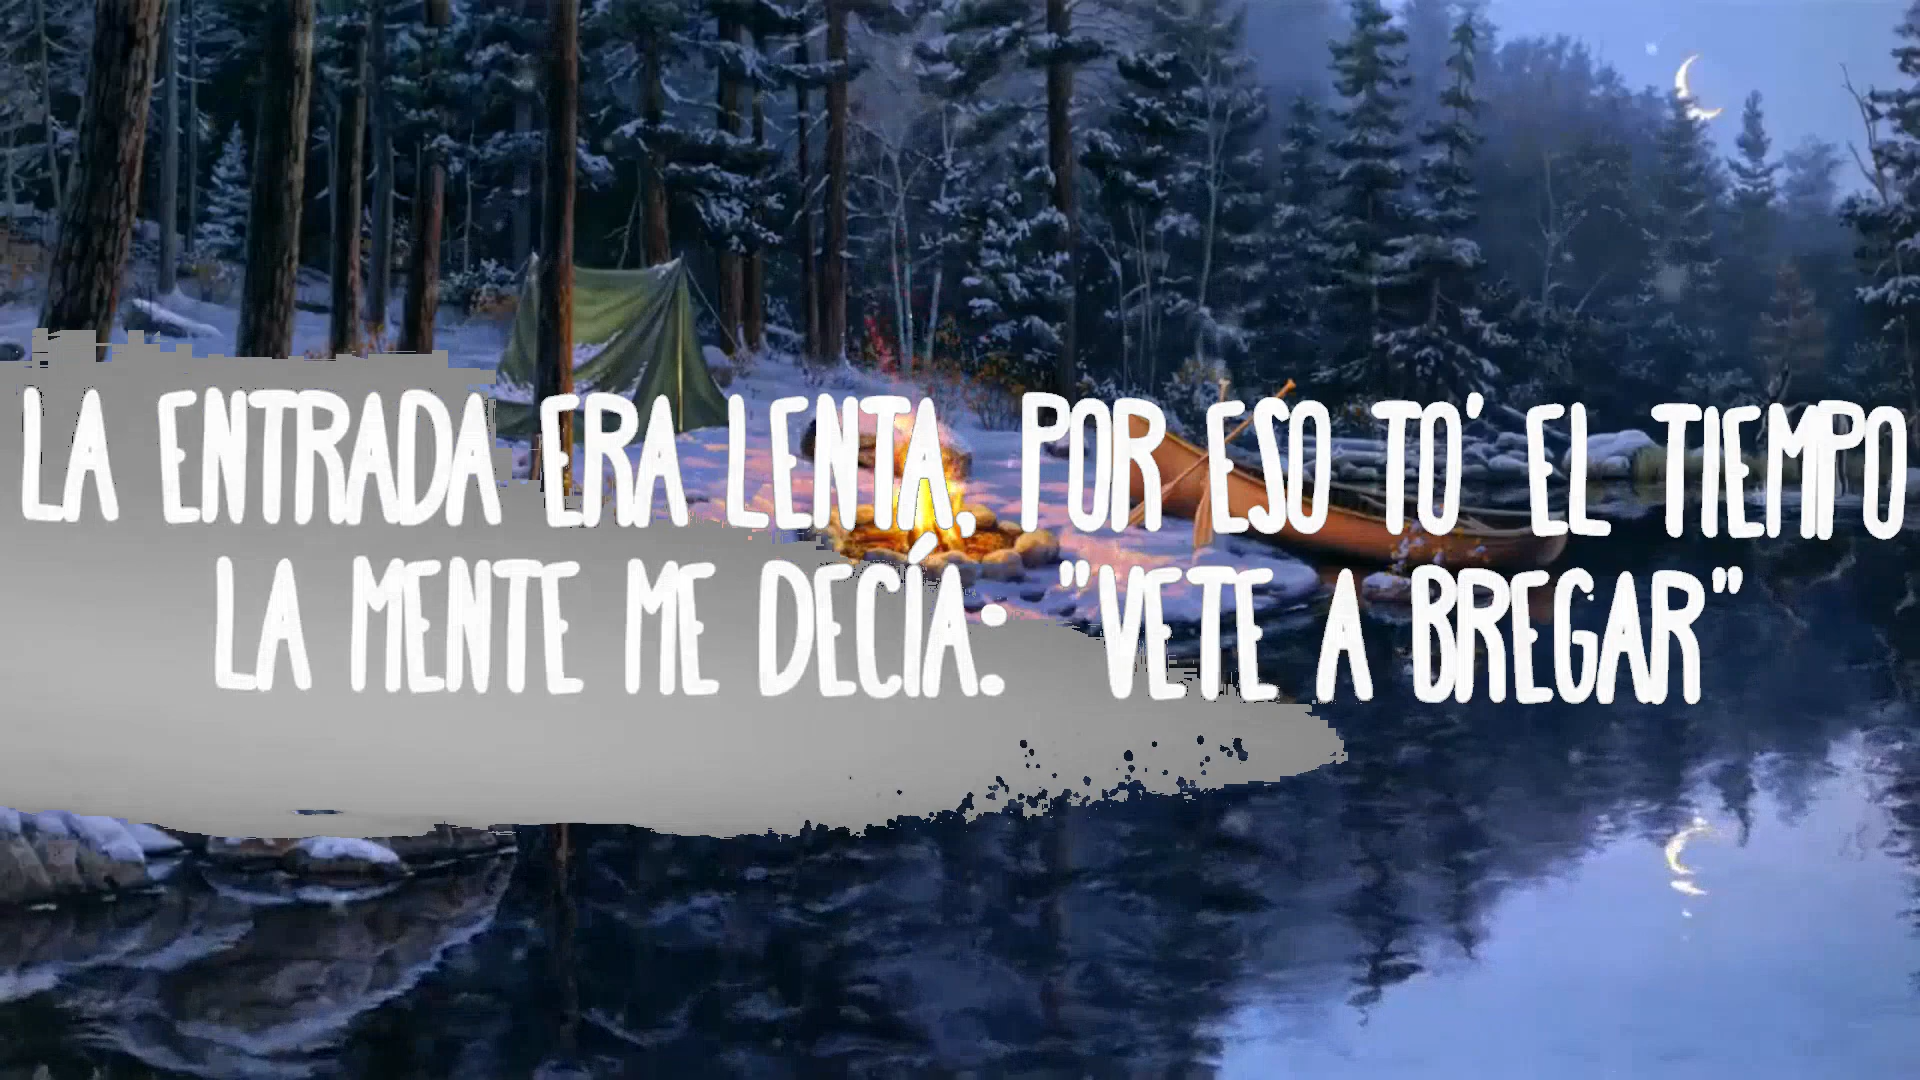 LA ENTRADA ERA LENTA, POR ESO TO' EL TIEMPO
LA MENTE ME DECÍA: "VETE A BREGAR"